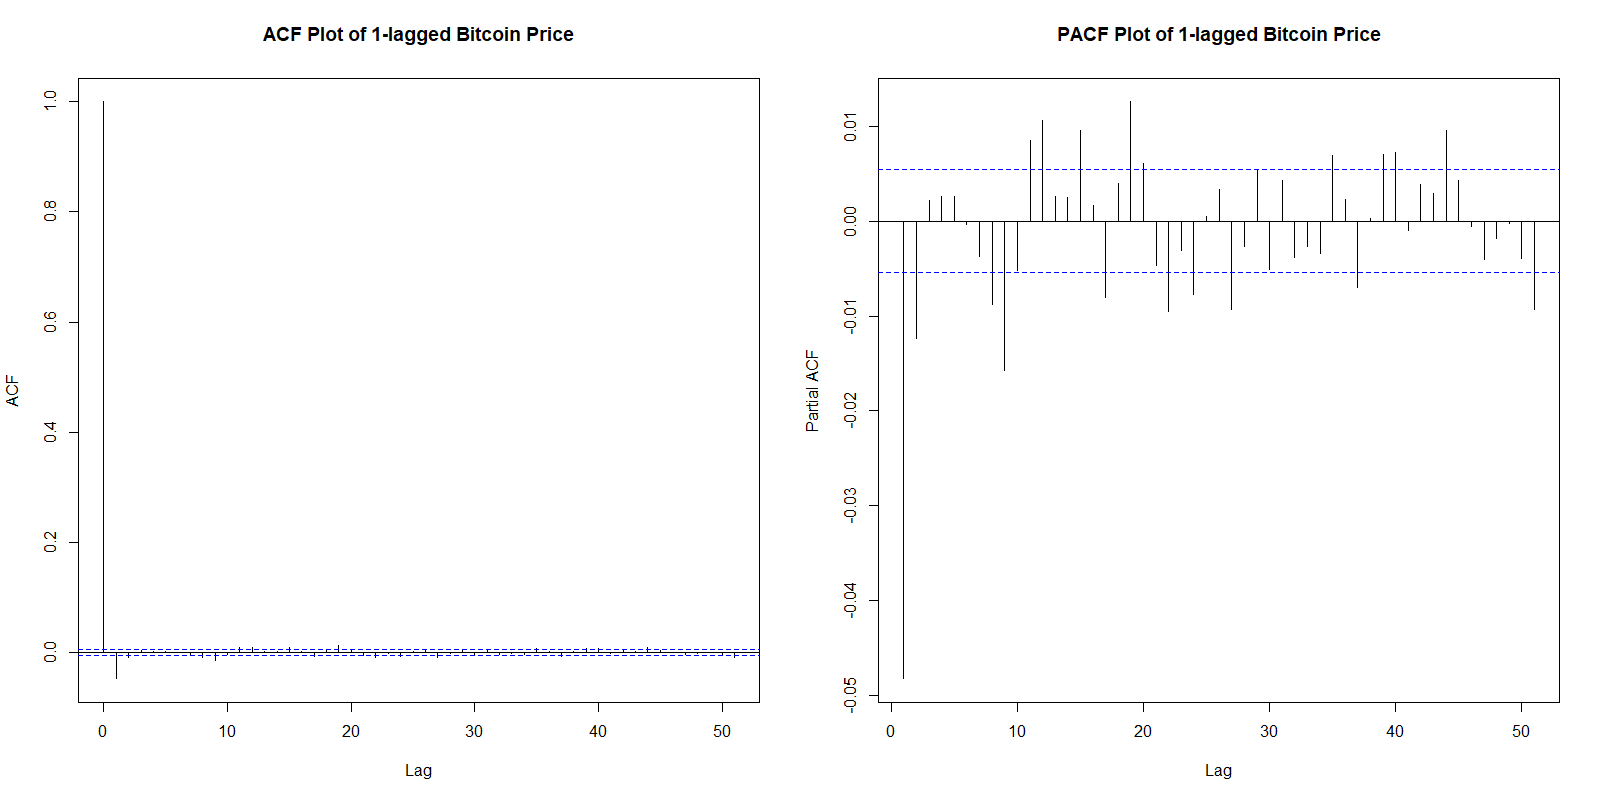 ACF Plot of 1-lagged Bitcoin Price
ACF
1.0
0.8
0.6
0.4
0.2
0.0
0 10 20 30 40 50
Lag
PACF Plot of 1-lagged Bitcoin Price
Partial ACF
0.01
0.00
-0.01
-0.02
-0.03
-0.04
-0.05
0 10 20 30 40 50
Lag